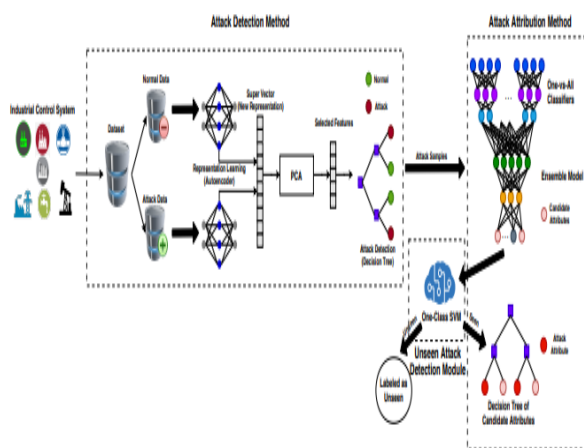 Attack Detection Method
Attack Attribution Method
Normal Data
Super Vector
(New Representation)
Normal
Attack
One-vs-All
Classifiers
Industrial Control System
Dataset
Selected Features
Representation Learning
(Autoencoder)
PCA
Attack Samples
Ensemble Model
Attack Data
Candidate
Attributes
Attack Detection
(Decision Tree)
One-Class SVM
Unseen
Seen
Unseen Attack
Detection Module
Attack
Attribute
Labeled as
Unseen
Decision Tree of
Candidate Attributes